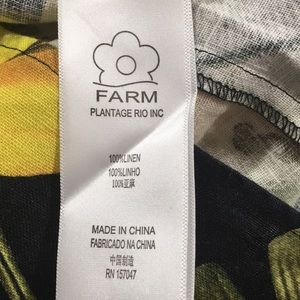 FARM
PLANTAGE RIO INC
100%LINEN
100%LINHO
100%亚麻
MADE IN CHINA
FABRICADO NA CHINA
中国制造
RN 157047